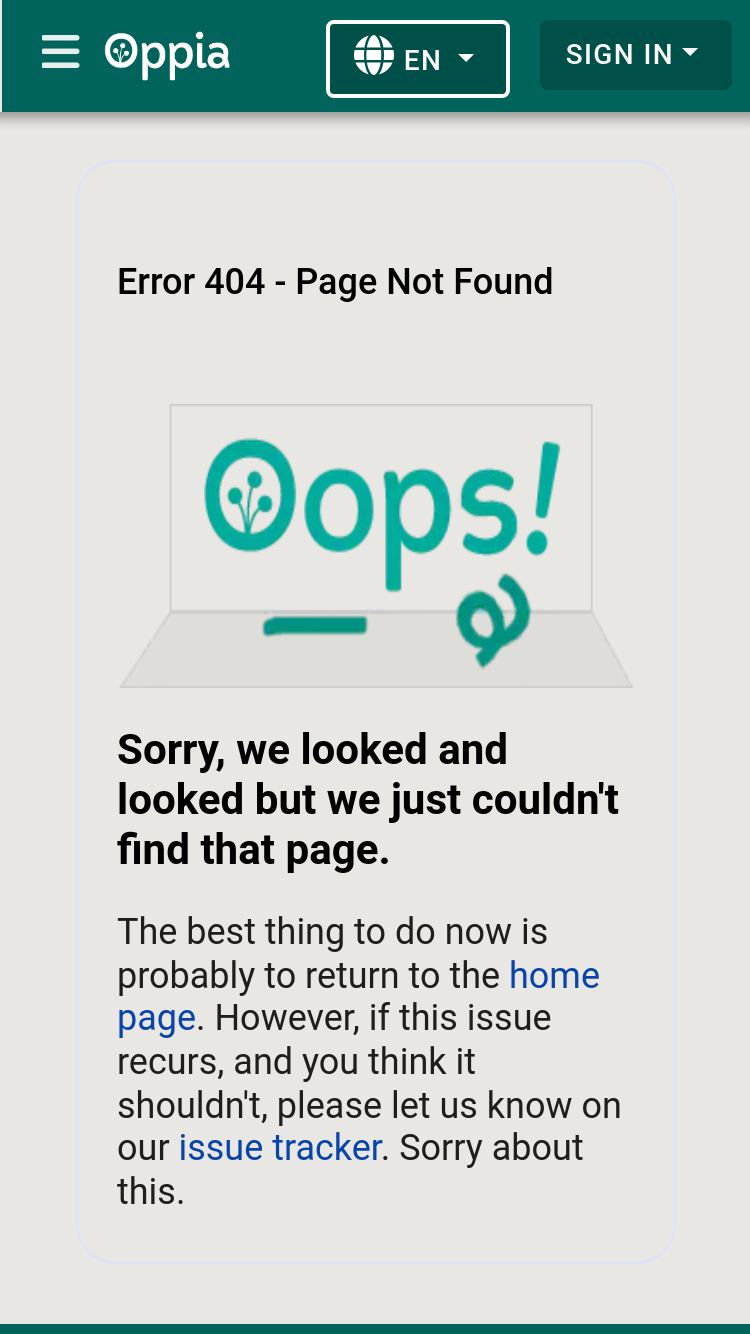 Oppia
EN
SIGN IN
Error 404 - Page Not Found
Oops!
Sorry, we looked and
looked but we just couldn't
find that page.
The best thing to do now is
probably to return to the home
page. However, if this issue
recurs, and you think it
shouldn't, please let us know on
our issue tracker. Sorry about
this.